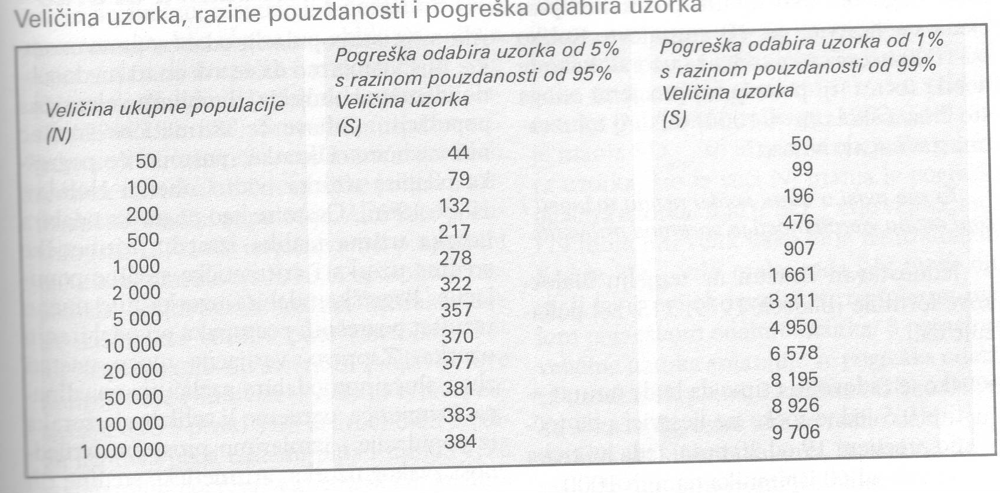 Veličina uzorka, razine pouzdanosti i pogreška odabira uzorka
Pogreška odabira uzorka od 5% Pogreška odabira uzorka od 1%
s razinom pouzdanosti od 95% s razinom pouzdanosti od 99%
Veličina ukupne populacije Veličina uzorka Veličina uzorka
(N) (S) (S)
50 44 50
100 79 99
200 132 196
500 217 476
1 000 278 907
2 000 322 1 661
5 000 357 3 311
10 000 370 4 950
20 000 377 6 578
50 000 381 8 195
100 000 383 8 926
1 000 000 384 9 706